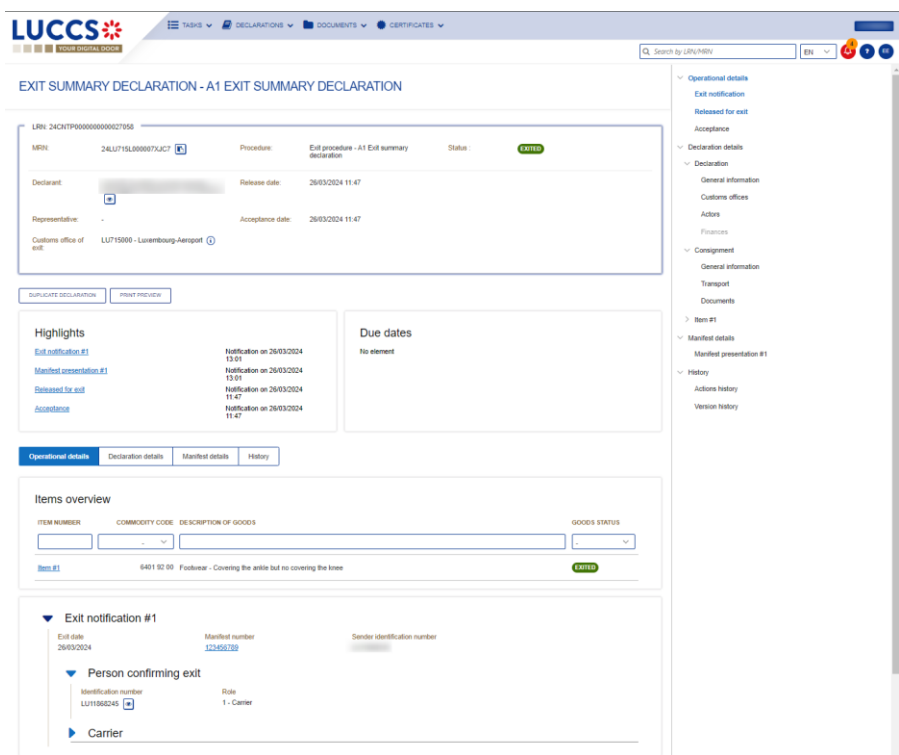 LUCCS
YOUR DIGITAL DOOR
TASKS
DECLARATIONS
DOCUMENTS
CERTIFICATES
Search by LRN/MRN
EN
4
?
EE
EXIT SUMMARY DECLARATION - A1 EXIT SUMMARY DECLARATION
LRN: 24CNTP0000000000027058
MRN: 24LU715L000007XJC7
Procedure: Exit procedure - A1 Exit summary declaration
Status : EXITED
Declarant:
Release date: 26/03/2024 11:47
Representative: -
Acceptance date: 26/03/2024 11:47
Customs office of exit: LU715000 - Luxembourg-Aeroport
DUPLICATE DECLARATION
PRINT PREVIEW
Highlights
Exit notification #1 Notification on 26/03/2024 13:01
Manifest presentation #1 Notification on 26/03/2024 13:01
Released for exit Notification on 26/03/2024 11:47
Acceptance Notification on 26/03/2024 11:47
Due dates
No element
Operational details
Declaration details
Manifest details
History
Items overview
ITEM NUMBER COMMODITY CODE DESCRIPTION OF GOODS GOODS STATUS
- -
Item #1 6401 92 00 Footwear - Covering the ankle but no covering the knee EXITED
Exit notification #1
Exit date Manifest number Sender identification number
26/03/2024 123456789
Person confirming exit
Identification number Role
LU11868245 1 - Carrier
Carrier
Operational details
Exit notification
Released for exit
Acceptance
Declaration details
Declaration
General information
Customs offices
Actors
Finances
Consignment
General information
Transport
Documents
Item #1
Manifest details
Manifest presentation #1
History
Actions history
Version history